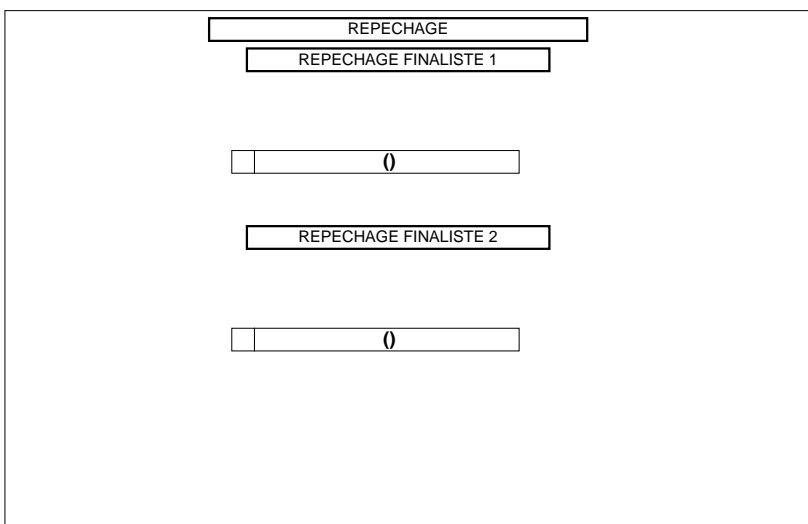 REPECHAGE
REPECHAGE FINALISTE 1
()
REPECHAGE FINALISTE 2
()